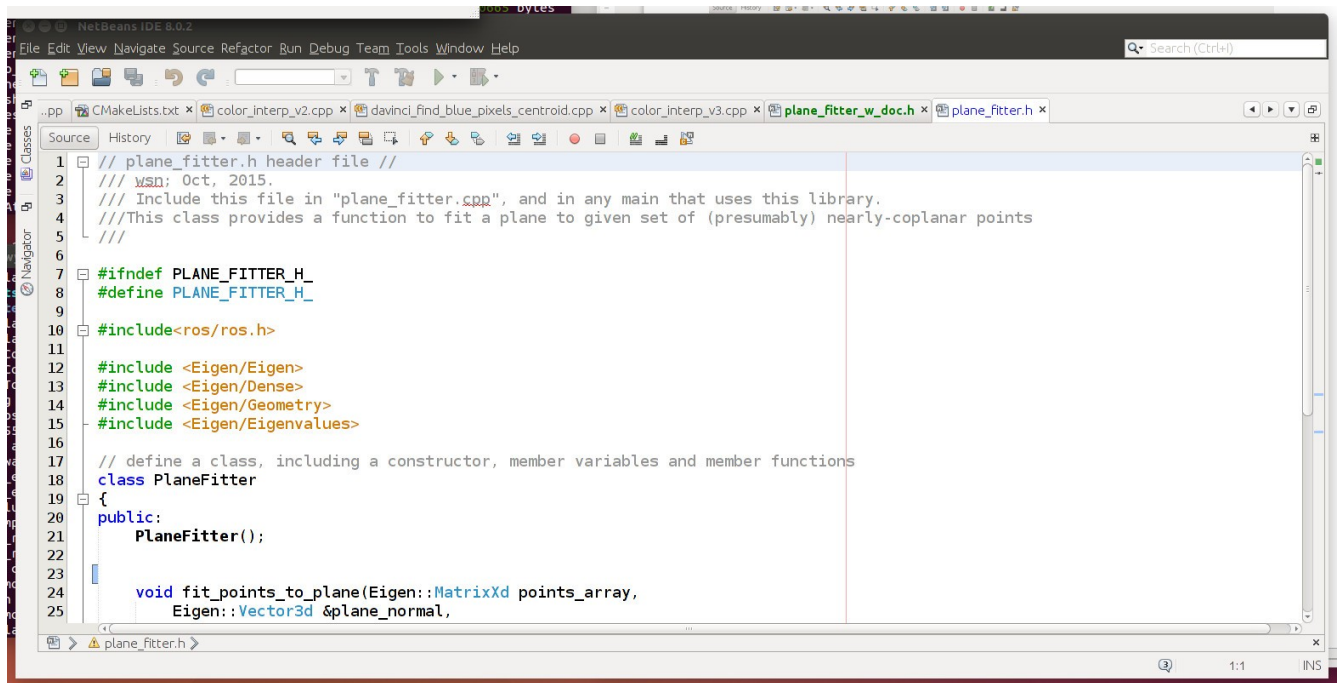 bytes
NetBeans IDE 8.0.2
File Edit View Navigate Source Refactor Run Debug Team Tools Window Help
Search (Ctrl+I)
..pp CMakeLists.txt color_interp_v2.cpp davinci_find_blue_pixels_centroid.cpp color_interp_v3.cpp plane_fitter_w_doc.h plane_fitter.h
Source History
Classes
Navigator
1 // plane_fitter.h header file //
2 /// wsn; Oct, 2015.
3 /// Include this file in "plane_fitter.cpp", and in any main that uses this library.
4 ///This class provides a function to fit a plane to given set of (presumably) nearly-coplanar points
5 ///
6
7 #ifndef PLANE_FITTER_H_
8 #define PLANE_FITTER_H_
9
10 #include<ros/ros.h>
11
12 #include <Eigen/Eigen>
13 #include <Eigen/Dense>
14 #include <Eigen/Geometry>
15 #include <Eigen/Eigenvalues>
16
17 // define a class, including a constructor, member variables and member functions
18 class PlaneFitter
19 {
20 public:
21 PlaneFitter();
22
23
24 void fit_points_to_plane(Eigen::MatrixXd points_array,
25 Eigen::Vector3d &plane_normal,
plane_fitter.h
3 1:1 INS